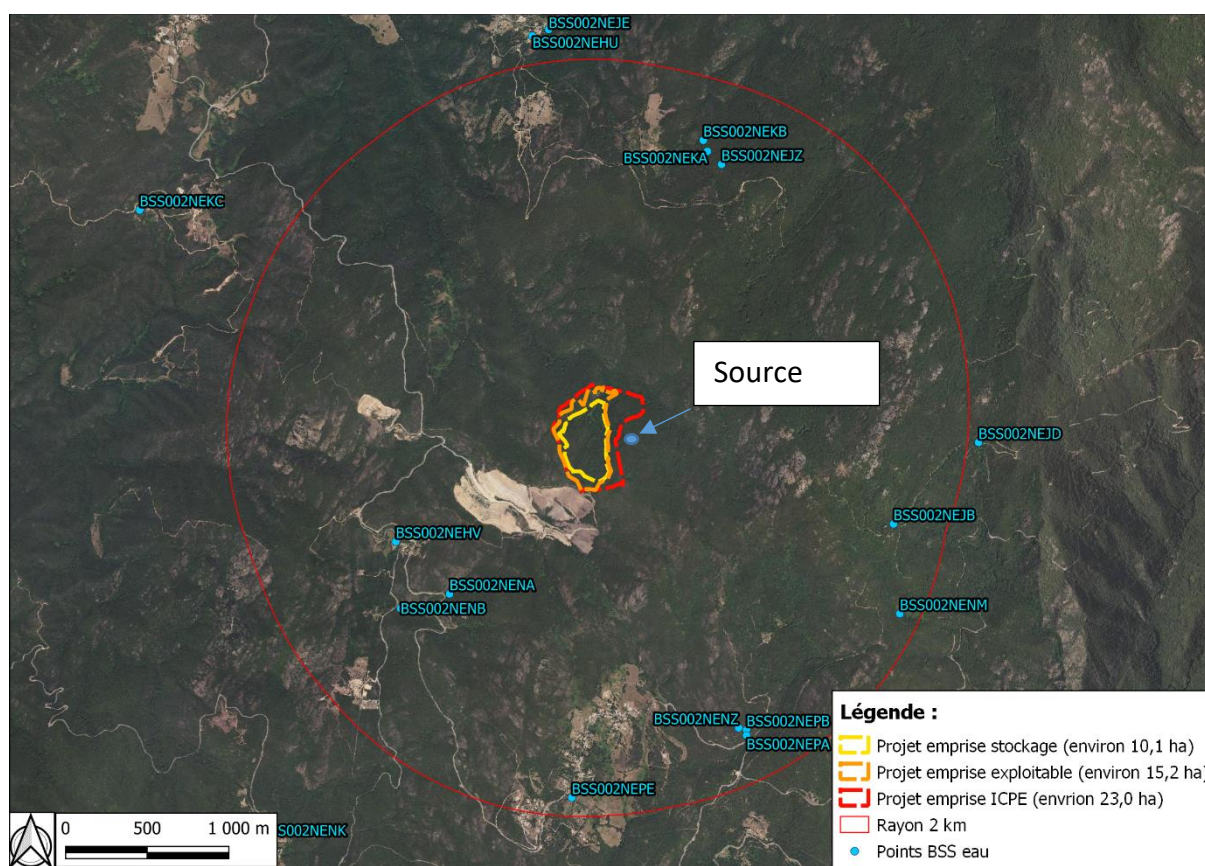 BSS002NEJE
BSS002NEHU
BSS002NEKB
BSS002NEKA
BSS002NEJZ
BSS002NEKC
Source
BSS002NEJD
BSS002NEJB
BSS002NEHV
BSS002NENA
BSS002NENB
BSS002NENM
BSS002NENZ
BSS002NEPB
BSS002NEPA
BSS002NEPE
SS002NENK
0 500 1 000 m
Légende :
Projet emprise stockage (environ 10,1 ha)
Projet emprise exploitable (environ 15,2 ha)
Projet emprise ICPE (envrion 23,0 ha)
Rayon 2 km
Points BSS eau